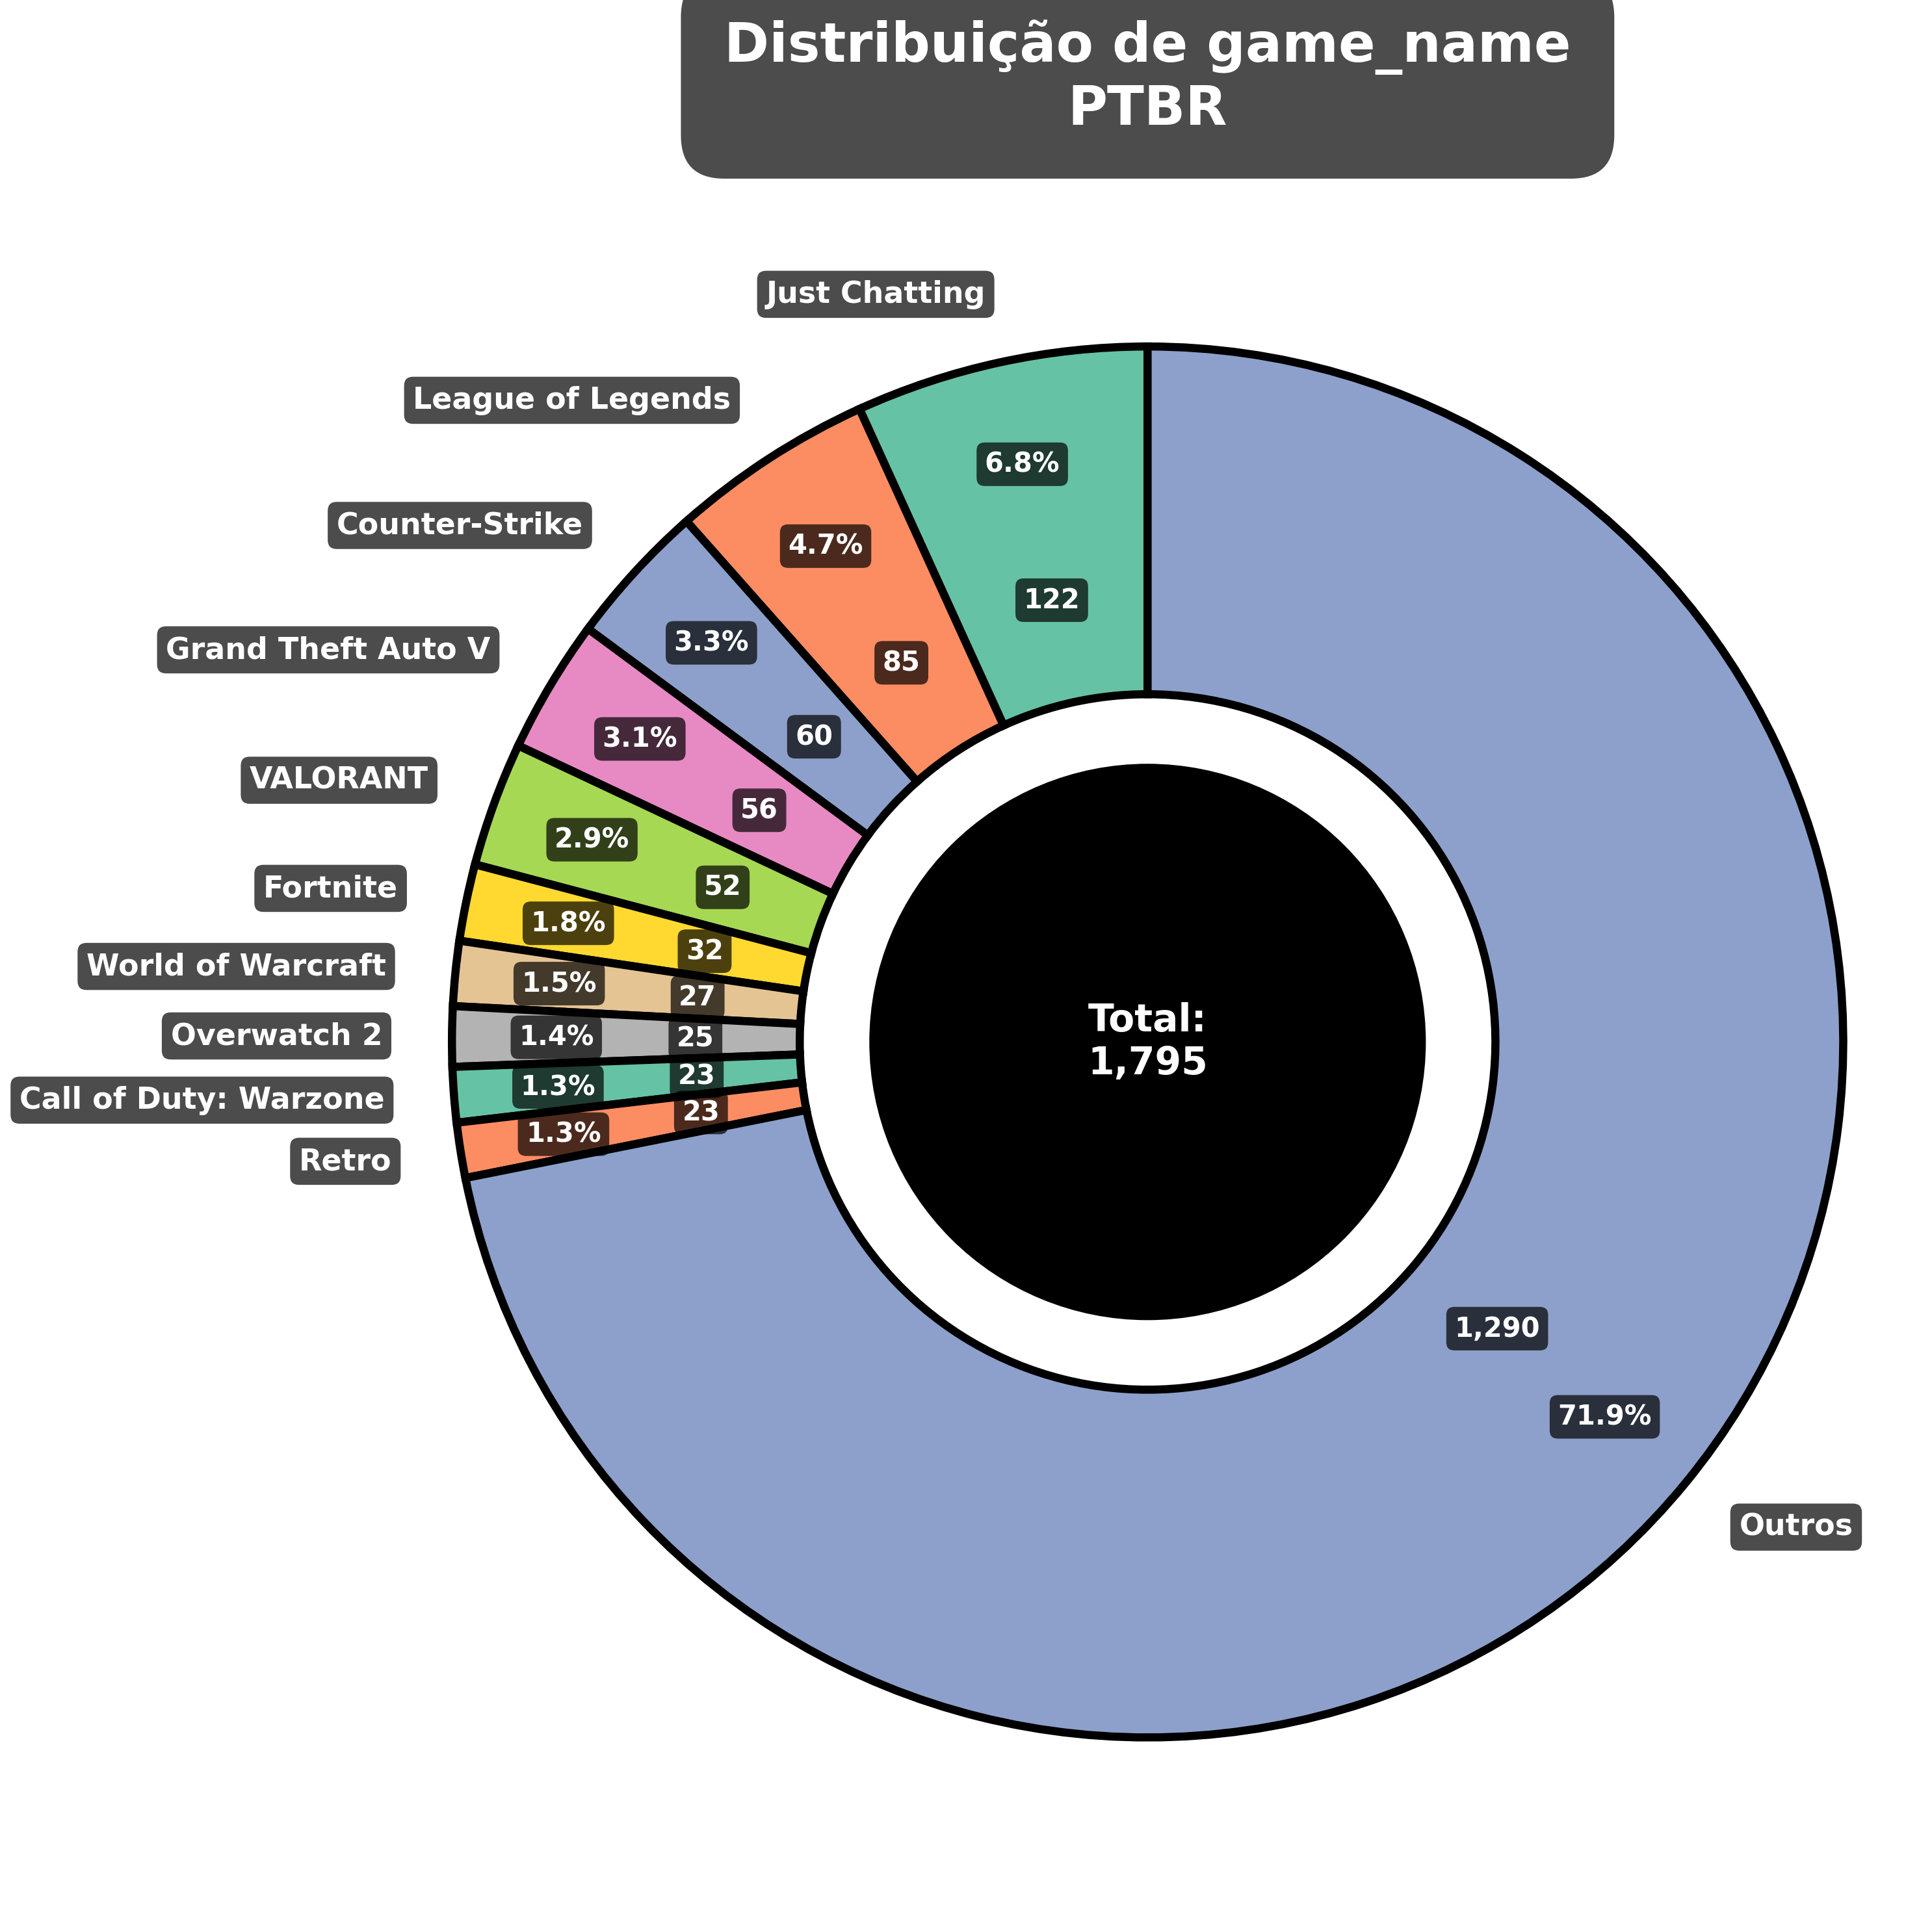 Distribuição de game_name
PTBR
Just Chatting
League of Legends
6.8%
Counter-Strike
4.7%
122
Grand Theft Auto V
3.3%
85
60
3.1%
VALORANT
56
2.9%
Fortnite
52
1.8%
32
World of Warcraft
1.5%
27
Overwatch 2
1.4%
25
Total:
1,795
Call of Duty: Warzone
1.3%
23
Retro
1.3%
23
1,290
71.9%
Outros